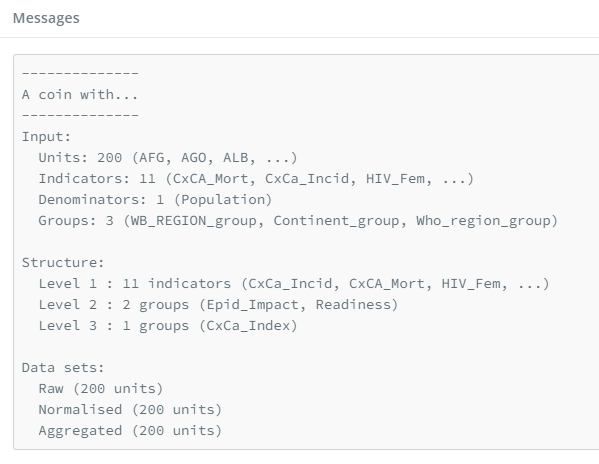 Messages
--------------
A coin with...
--------------
Input:
  Units: 200 (AFG, AGO, ALB, ...)
  Indicators: 11 (CxCA_Mort, CxCa_Incid, HIV_Fem, ...)
  Denominators: 1 (Population)
  Groups: 3 (WB_REGION_group, Continent_group, Who_region_group)

Structure:
  Level 1 : 11 indicators (CxCa_Incid, CxCA_Mort, HIV_Fem, ...)
  Level 2 : 2 groups (Epid_Impact, Readiness)
  Level 3 : 1 groups (CxCa_Index)

Data sets:
  Raw (200 units)
  Normalised (200 units)
  Aggregated (200 units)